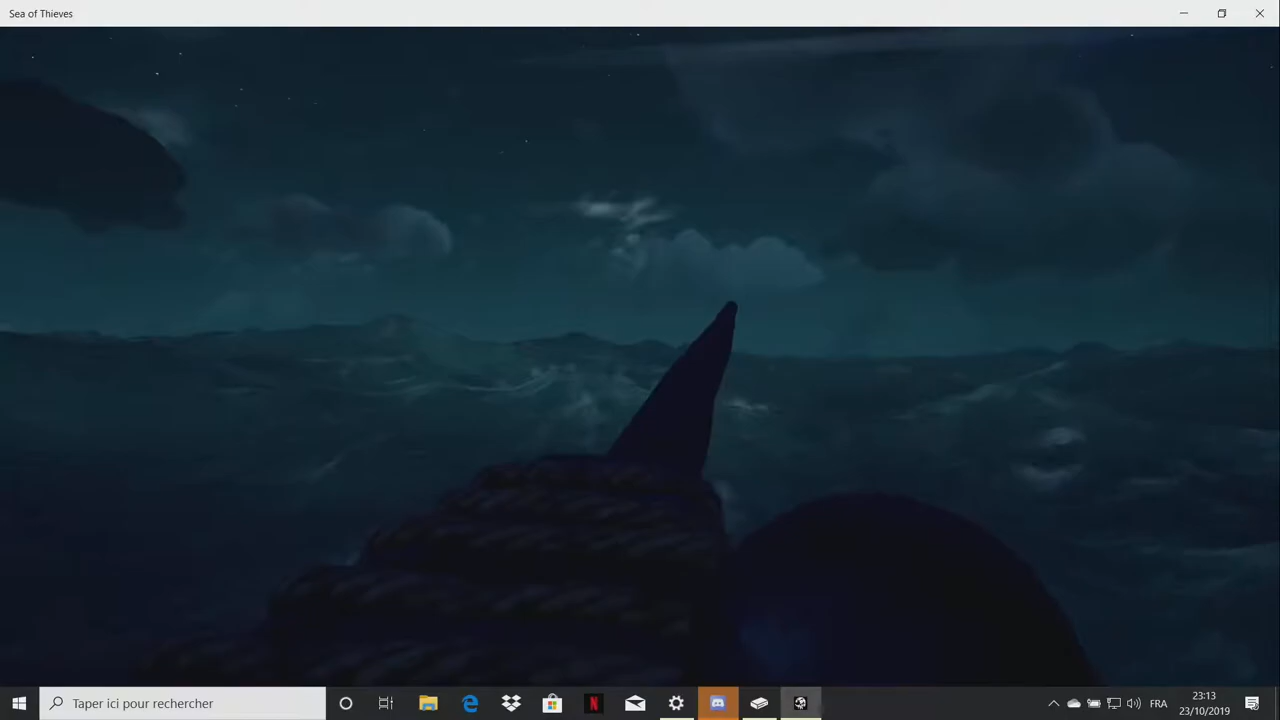 Sea of Thieves
Taper ici pour rechercher
N
FRA
23:13
23/10/2019